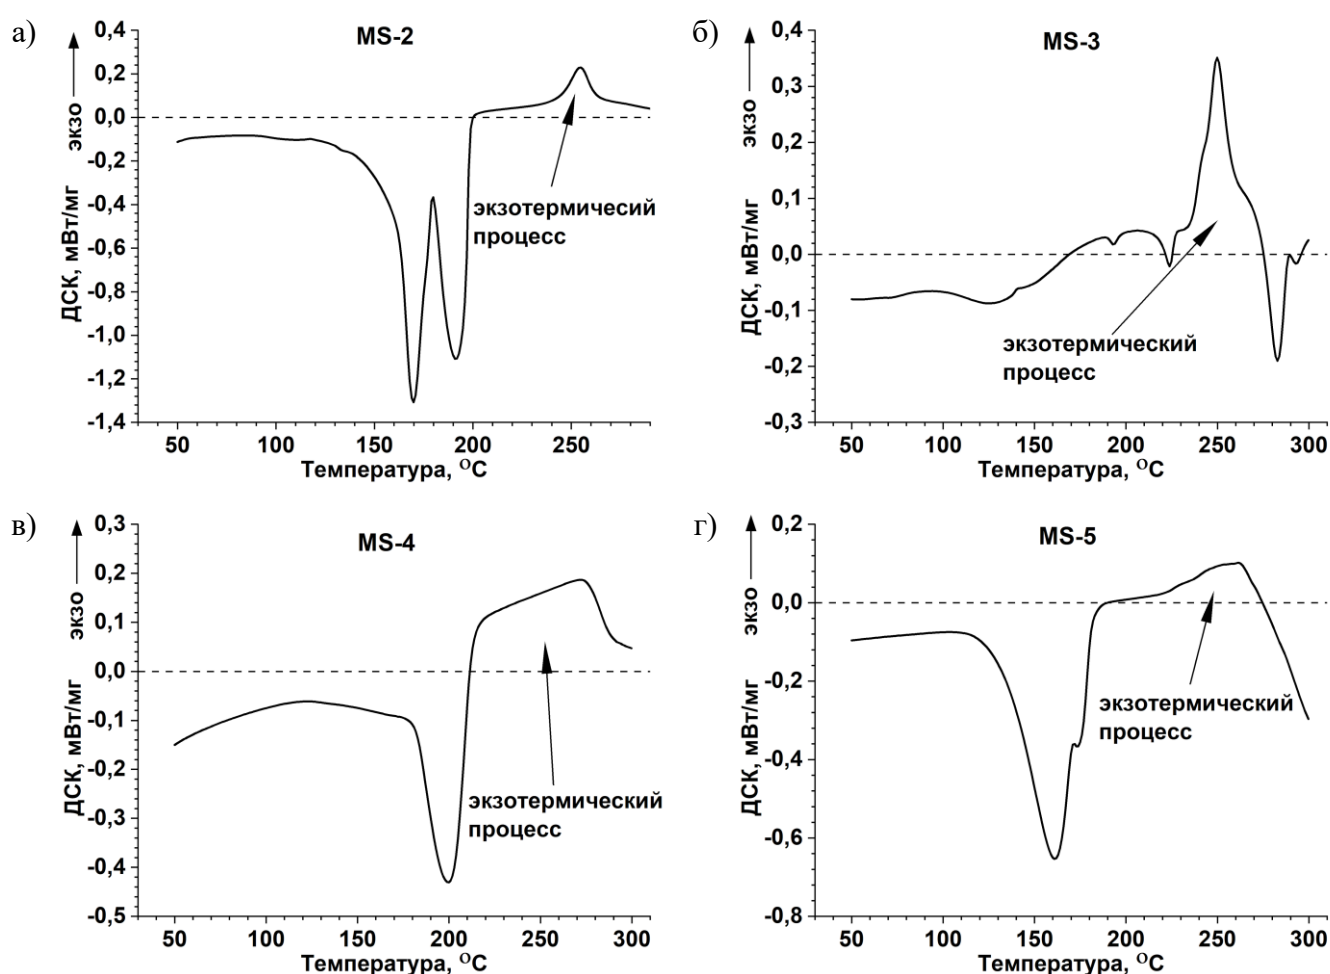 а)
MS-2
экзо
ДСК, мВт/мг
0,4
0,2
0,0
-0,2
-0,4
-0,6
-0,8
-1,0
-1,2
-1,4
экзотермичесий
процесс
50 100 150 200 250
Температура, °C
б)
MS-3
экзо
ДСК, мВт/мг
0,4
0,3
0,2
0,1
0,0
-0,1
-0,2
-0,3
экзотермический
процесс
50 100 150 200 250 300
Температура, °C
в)
MS-4
экзо
ДСК, мВт/мг
0,3
0,2
0,1
0,0
-0,1
-0,2
-0,3
-0,4
-0,5
экзотермический
процесс
50 100 150 200 250 300
Температура, °C
г)
MS-5
экзо
ДСК, мВт/мг
0,2
0,0
-0,2
-0,4
-0,6
-0,8
экзотермический
процесс
50 100 150 200 250 300
Температура, °C